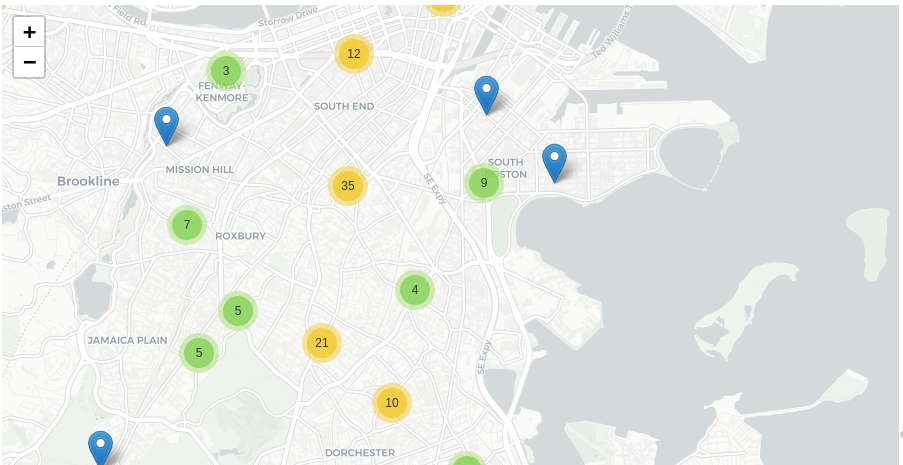 Field Rd.
Storrow Drive
Ted Williams
+
−
12
3
FENWAY-
KENMORE
SOUTH END
MISSION HILL
SOUTH
BOSTON
Brookline
35
9
SE Expy
ston Street
7
ROXBURY
4
5
JAMAICA PLAIN
21
5
SE Expy
10
DORCHESTER